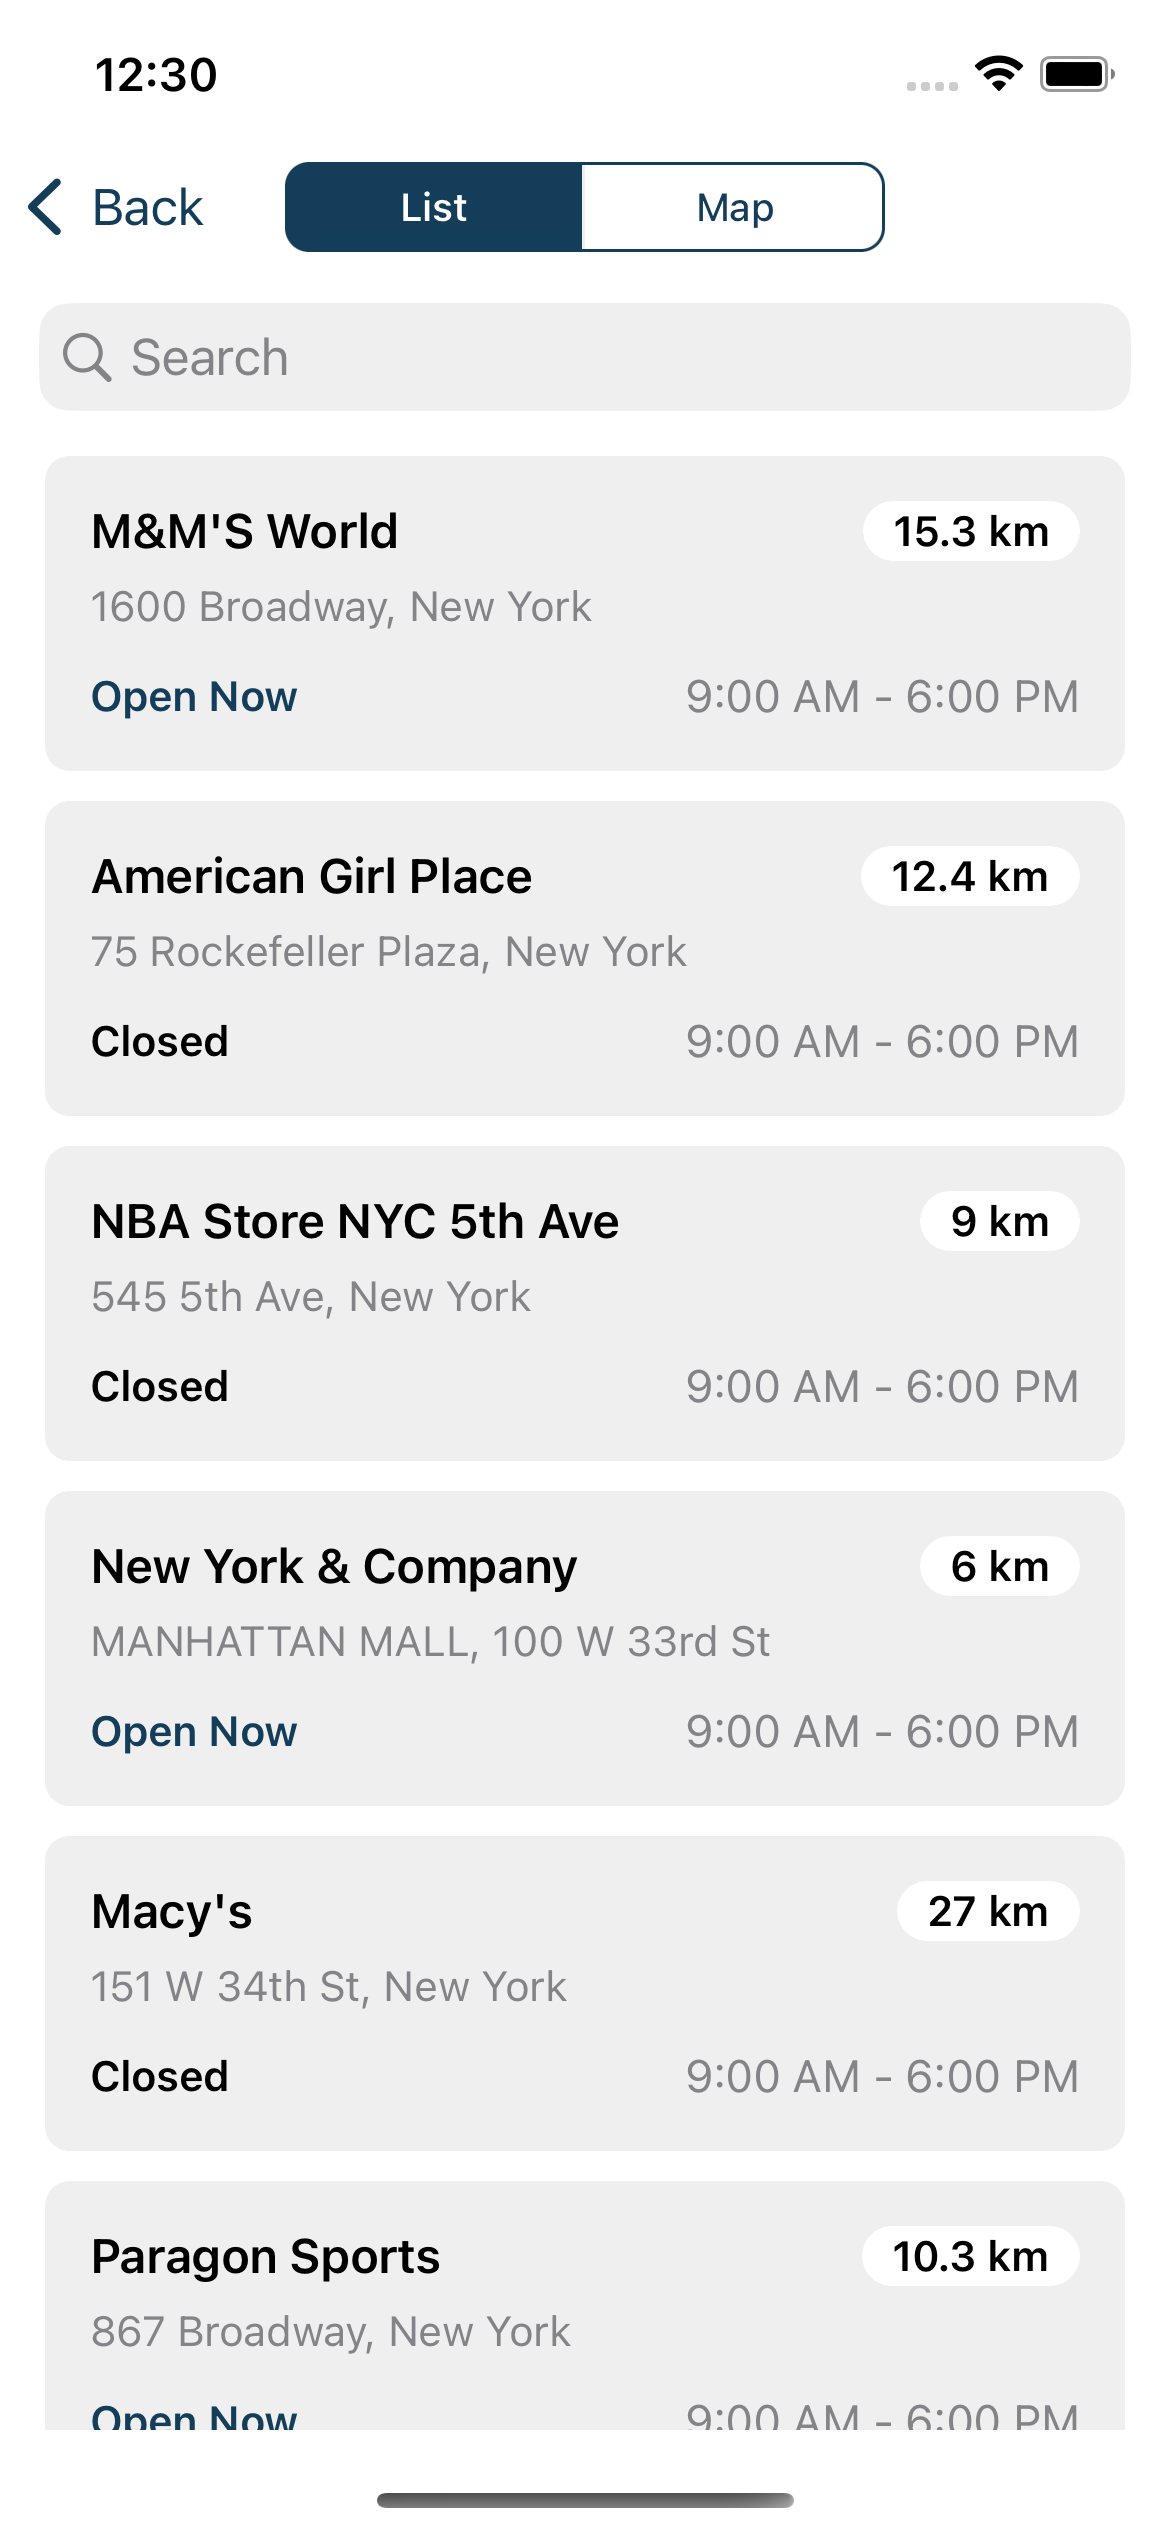 12:30
Back
List
Map
Search
M&M'S World
15.3 km
1600 Broadway, New York
Open Now
9:00 AM - 6:00 PM
American Girl Place
12.4 km
75 Rockefeller Plaza, New York
Closed
9:00 AM - 6:00 PM
NBA Store NYC 5th Ave
9 km
545 5th Ave, New York
Closed
9:00 AM - 6:00 PM
New York & Company
6 km
MANHATTAN MALL, 100 W 33rd St
Open Now
9:00 AM - 6:00 PM
Macy's
27 km
151 W 34th St, New York
Closed
9:00 AM - 6:00 PM
Paragon Sports
10.3 km
867 Broadway, New York
Open Now
9:00 AM - 6:00 PM